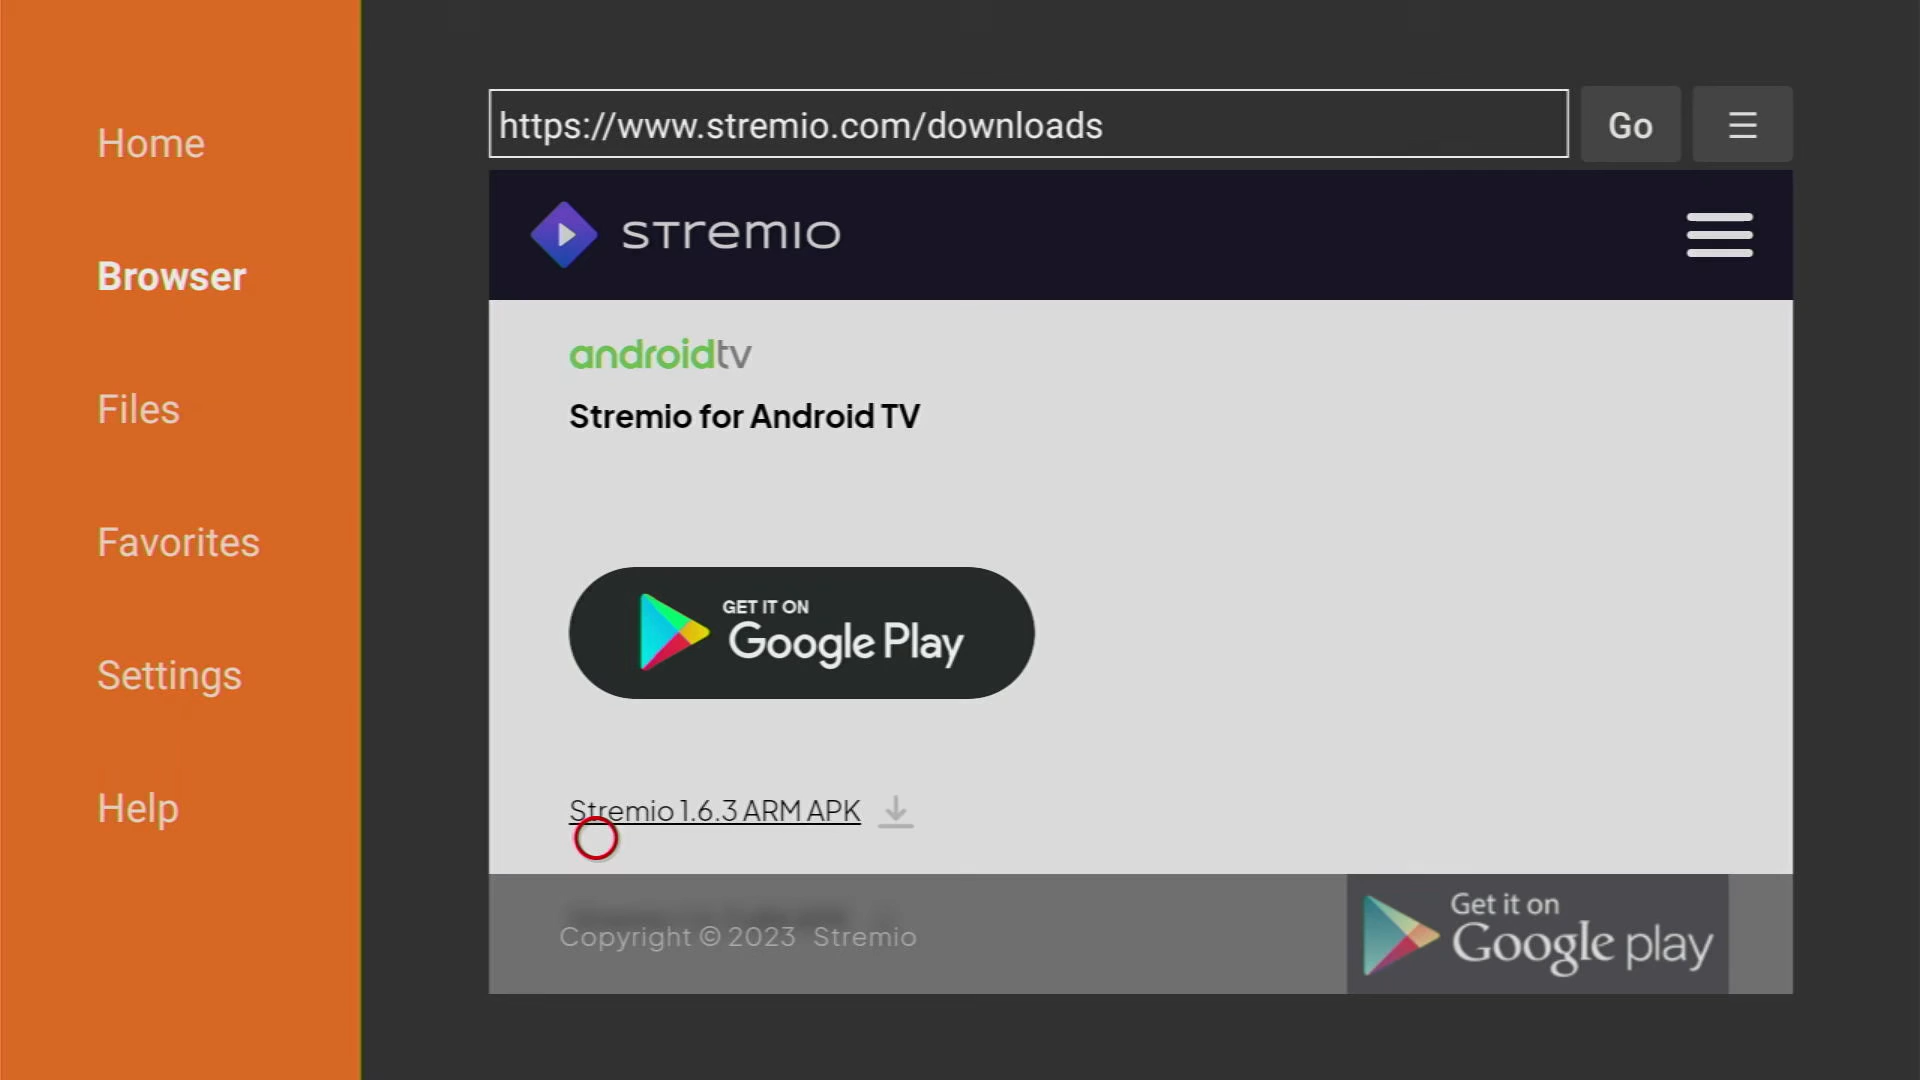 Home
Browser
Files
Favorites
Settings
Help
https://www.stremio.com/downloads
Go
STREMIO
androidtv
Stremio for Android TV
GET IT ON
Google Play
Stremio 1.6.3 ARM APK
Copyright © 2023 Stremio
Get it on
Google play